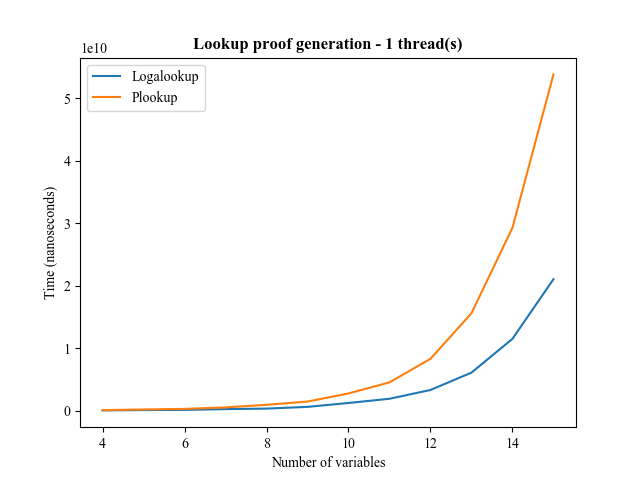 Lookup proof generation - 1 thread(s)
1e10
Logalookup
Plookup
5
4
3
2
1
0
Time (nanoseconds)
4 6 8 10 12 14
Number of variables